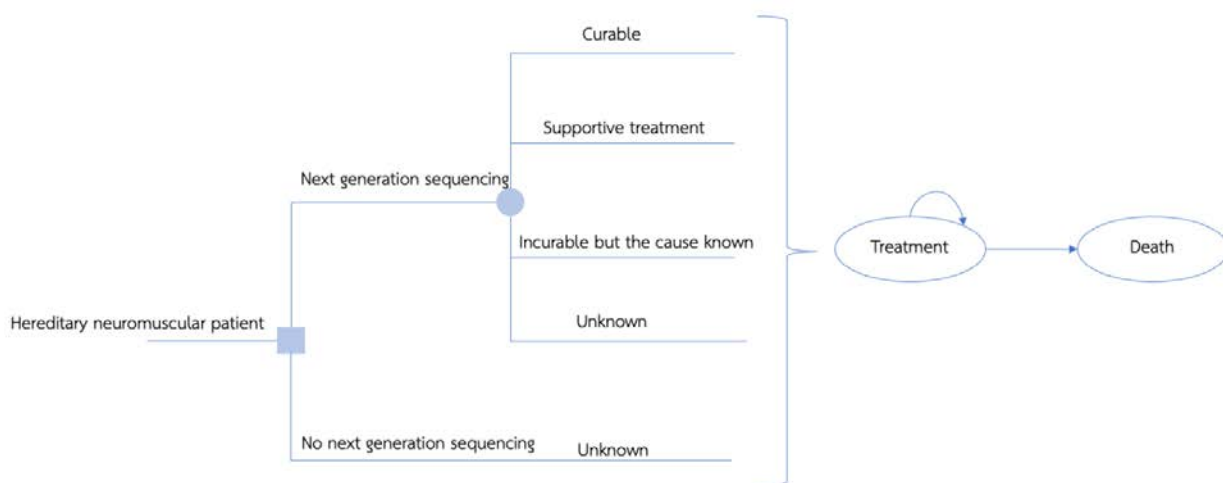 Curable
Supportive treatment
Next generation sequencing
Incurable but the cause known
Treatment
Death
Unknown
Hereditary neuromuscular patient
No next generation sequencing
Unknown